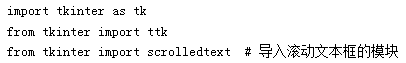 import tkinter as tk
from tkinter import ttk
from tkinter import scrolledtext  # 导入滚动文本框的模块